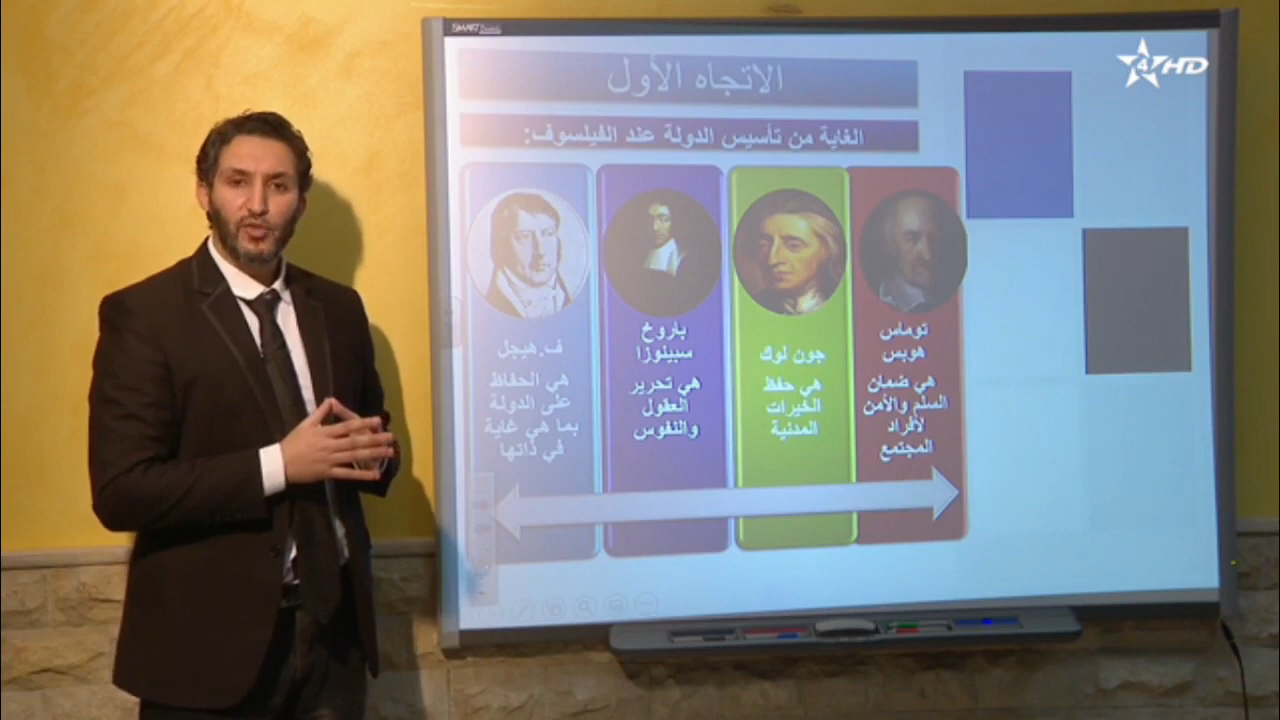 SMART
4 HD
الاتجاه الأول
الغاية من تأسيس الدولة عند الفيلسوف:
توماس
هوبس
هي ضمان
السلم والأمن
لأفراد
المجتمع
جون لوك
هي حفظ
الخيرات
المدنية
باروخ
سبينوزا
هي تحرير
العقول
والنفوس
ف.هيجل
هي الحفاظ
على الدولة
بما هي غاية
في ذاتها